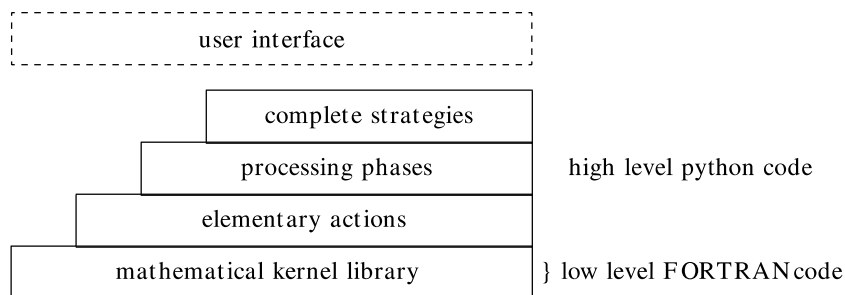 user interface
complete strategies
processing phases
high level python code
elementary actions
mathematical kernel library
} low level FORTRAN code